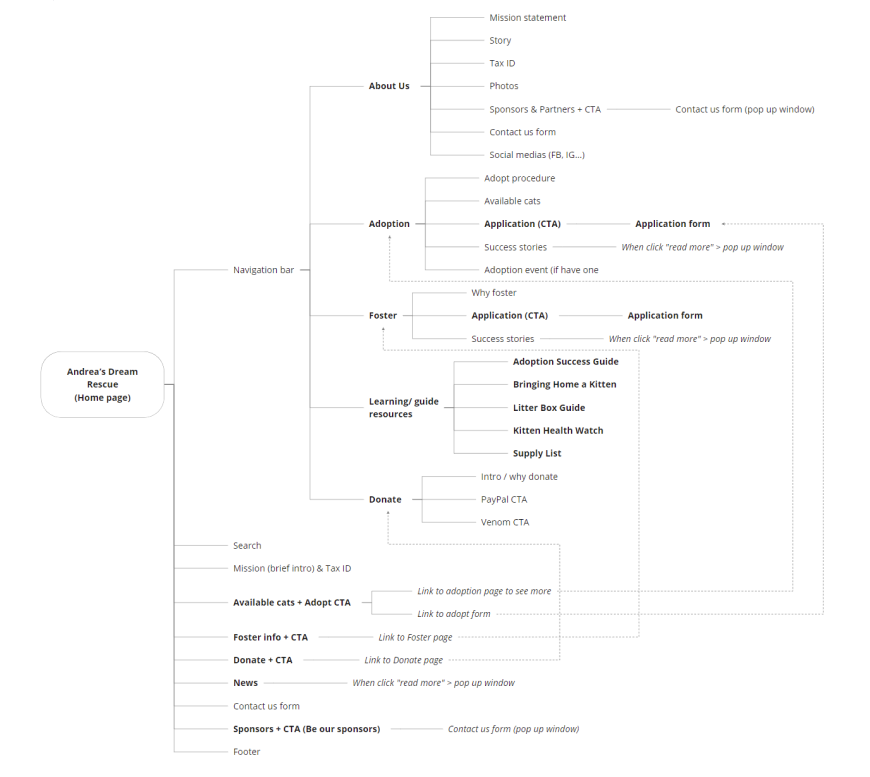 Mission statement
Story
Tax ID
About Us
Photos
Sponsors & Partners + CTA
Contact us form (pop up window)
Contact us form
Social medias (FB, IG...)
Adopt procedure
Available cats
Adoption
Application (CTA)
Application form
Success stories
When click "read more" > pop up window
Adoption event (if have one
Navigation bar
Why foster
Foster
Application (CTA)
Application form
Success stories
When click "read more" > pop up window
Andrea's Dream
Rescue
(Home page)
Adoption Success Guide
Bringing Home a Kitten
Learning/ guide
resources
Litter Box Guide
Kitten Health Watch
Supply List
Intro / why donate
Donate
PayPal CTA
Venom CTA
Search
Mission (brief intro) & Tax ID
Available cats + Adopt CTA
Link to adoption page to see more
Link to adopt form
Foster info + CTA
Link to Foster page
Donate + CTA
Link to Donate page
News
When click "read more" > pop up window
Contact us form
Sponsors + CTA (Be our sponsors)
Contact us form (pop up window)
Footer